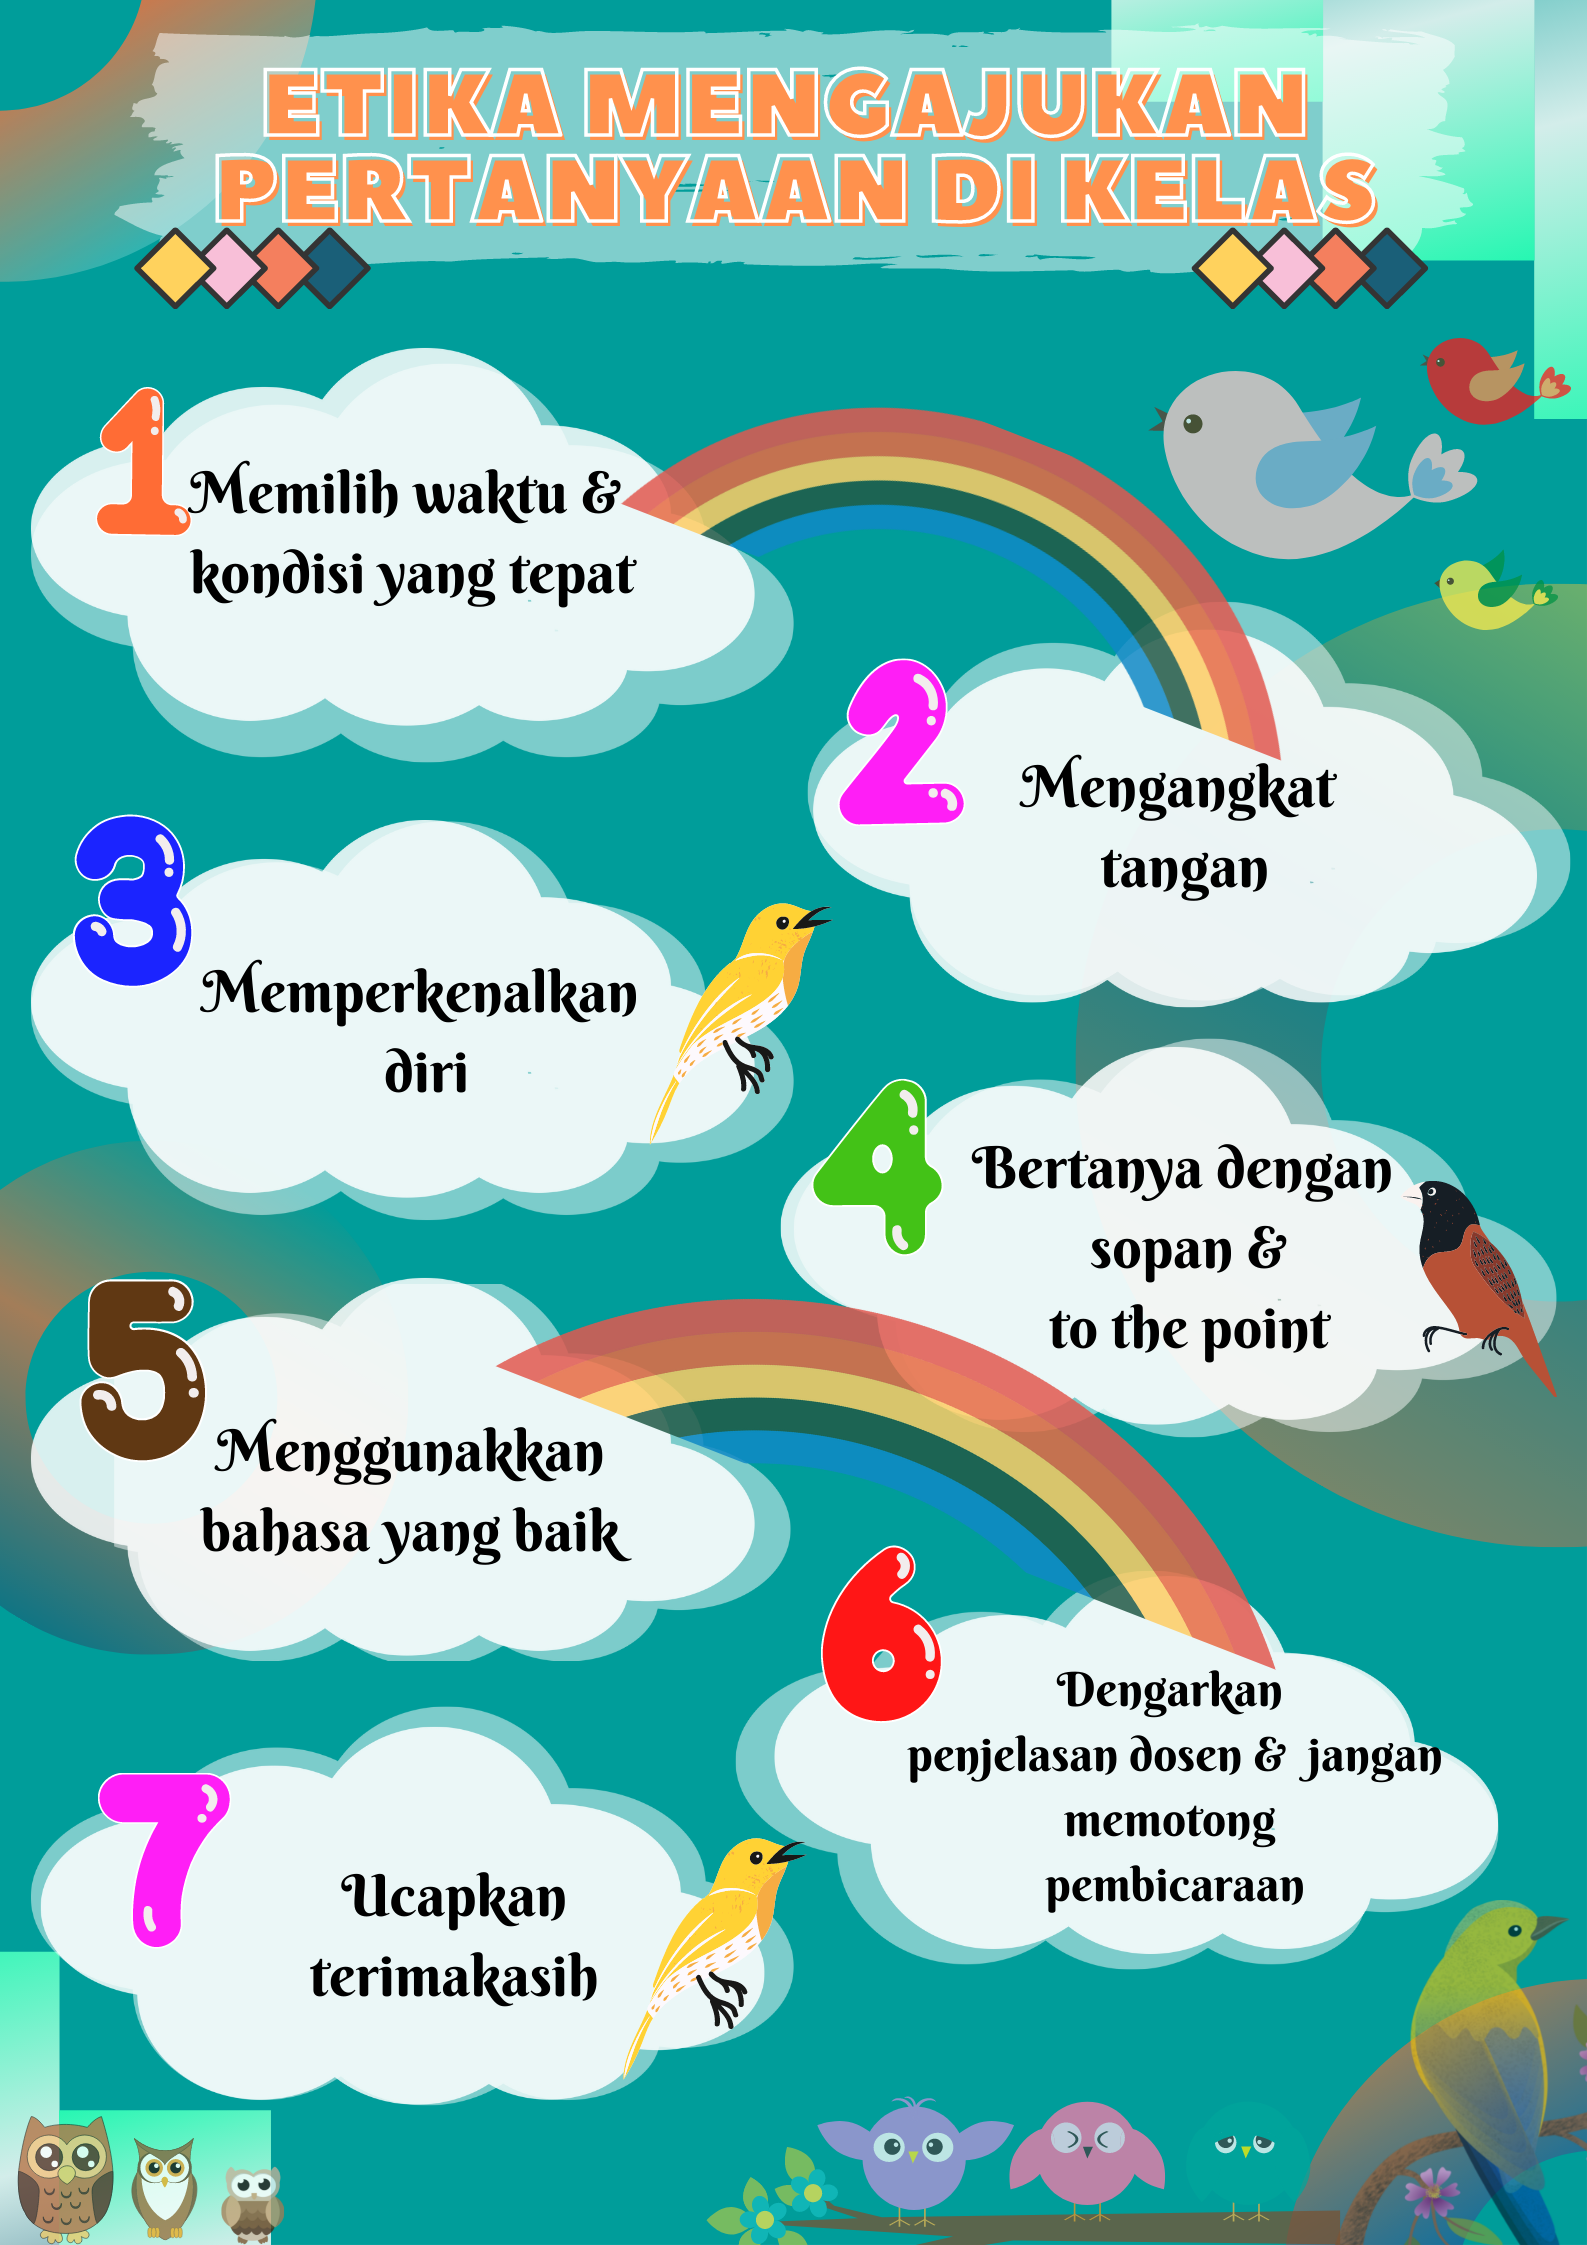 ETIKA MENGAJUKAN
PERTANYAAN DI KELAS
1
Memilih waktu &
kondisi yang tepat
2
Mengangkat
tangan
3
Memperkenalkan
diri
4
Bertanya dengan
sopan &
to the point
5
Menggunakkan
bahasa yang baik
6
Dengarkan
penjelasan dosen & jangan
memotong
pembicaraan
7
Ucapkan
terimakasih